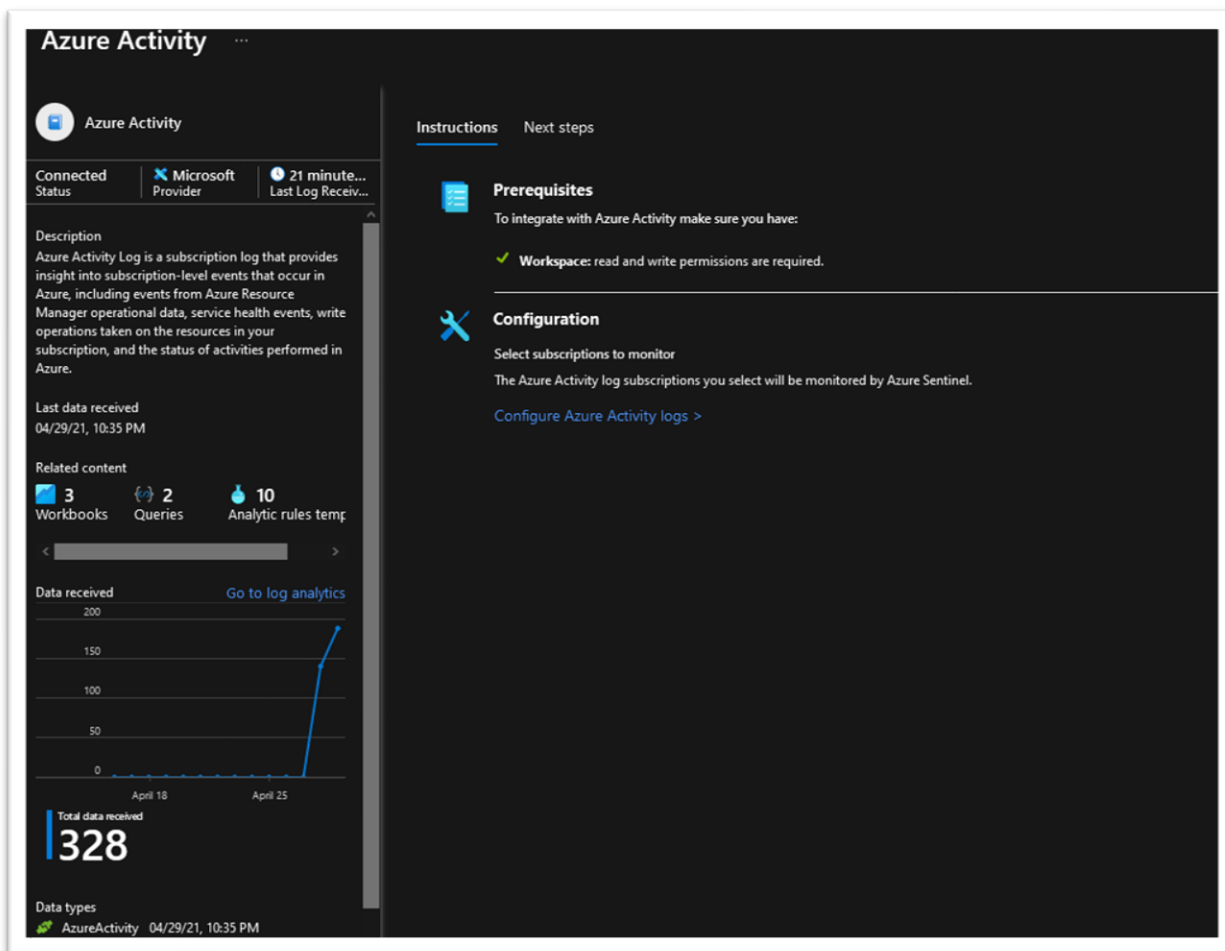 Azure Activity ...
Azure Activity
Connected
Status
Microsoft
Provider
21 minute...
Last Log Receiv...
Description
Azure Activity Log is a subscription log that provides
insight into subscription-level events that occur in
Azure, including events from Azure Resource
Manager operational data, service health events, write
operations taken on the resources in your
subscription, and the status of activities performed in
Azure.
Last data received
04/29/21, 10:35 PM
Related content
3
Workbooks
2
Queries
10
Analytic rules temp
Data received Go to log analytics
200
150
100
50
0
April 18 April 25
Total data received
328
Data types
AzureActivity 04/29/21, 10:35 PM
Instructions Next steps
Prerequisites
To integrate with Azure Activity make sure you have:
Workspace: read and write permissions are required.
Configuration
Select subscriptions to monitor
The Azure Activity log subscriptions you select will be monitored by Azure Sentinel.
Configure Azure Activity logs >